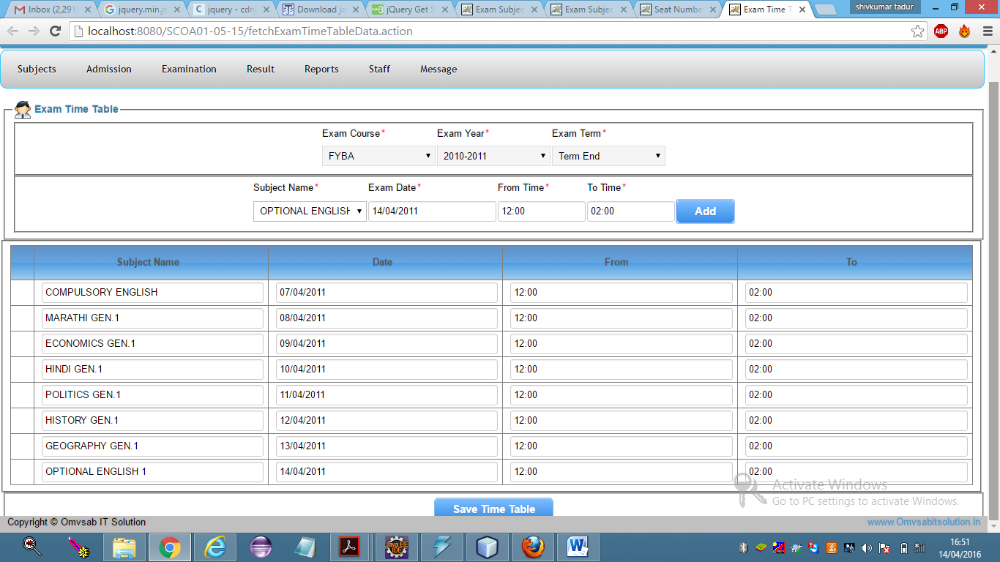 Inbox (2,291
jquery.min.js
jquery - cdnj
Download jq
jQuery Get S
Exam Subjec
Exam Subjec
Seat Numbe
Exam Time T
shivkumar tadur
localhost:8080/SCOA01-05-15/fetchExamTimeTableData.action
ABP
Subjects Admission Examination Result Reports Staff Message
Exam Time Table
Exam Course* Exam Year* Exam Term*
FYBA 2010-2011 Term End
Subject Name* Exam Date* From Time* To Time*
OPTIONAL ENGLISH 14/04/2011 12:00 02:00 Add
Subject Name Date From To
COMPULSORY ENGLISH 07/04/2011 12:00 02:00
MARATHI GEN.1 08/04/2011 12:00 02:00
ECONOMICS GEN.1 09/04/2011 12:00 02:00
HINDI GEN.1 10/04/2011 12:00 02:00
POLITICS GEN.1 11/04/2011 12:00 02:00
HISTORY GEN.1 12/04/2011 12:00 02:00
GEOGRAPHY GEN.1 13/04/2011 12:00 02:00
OPTIONAL ENGLISH 1 14/04/2011 12:00 02:00
Activate Windows
Go to PC settings to activate Windows.
Save Time Table
Copyright © Omvsab IT Solution
www.Omvsabitsolution.in
Java EE
IDE
16:51
14/04/2016